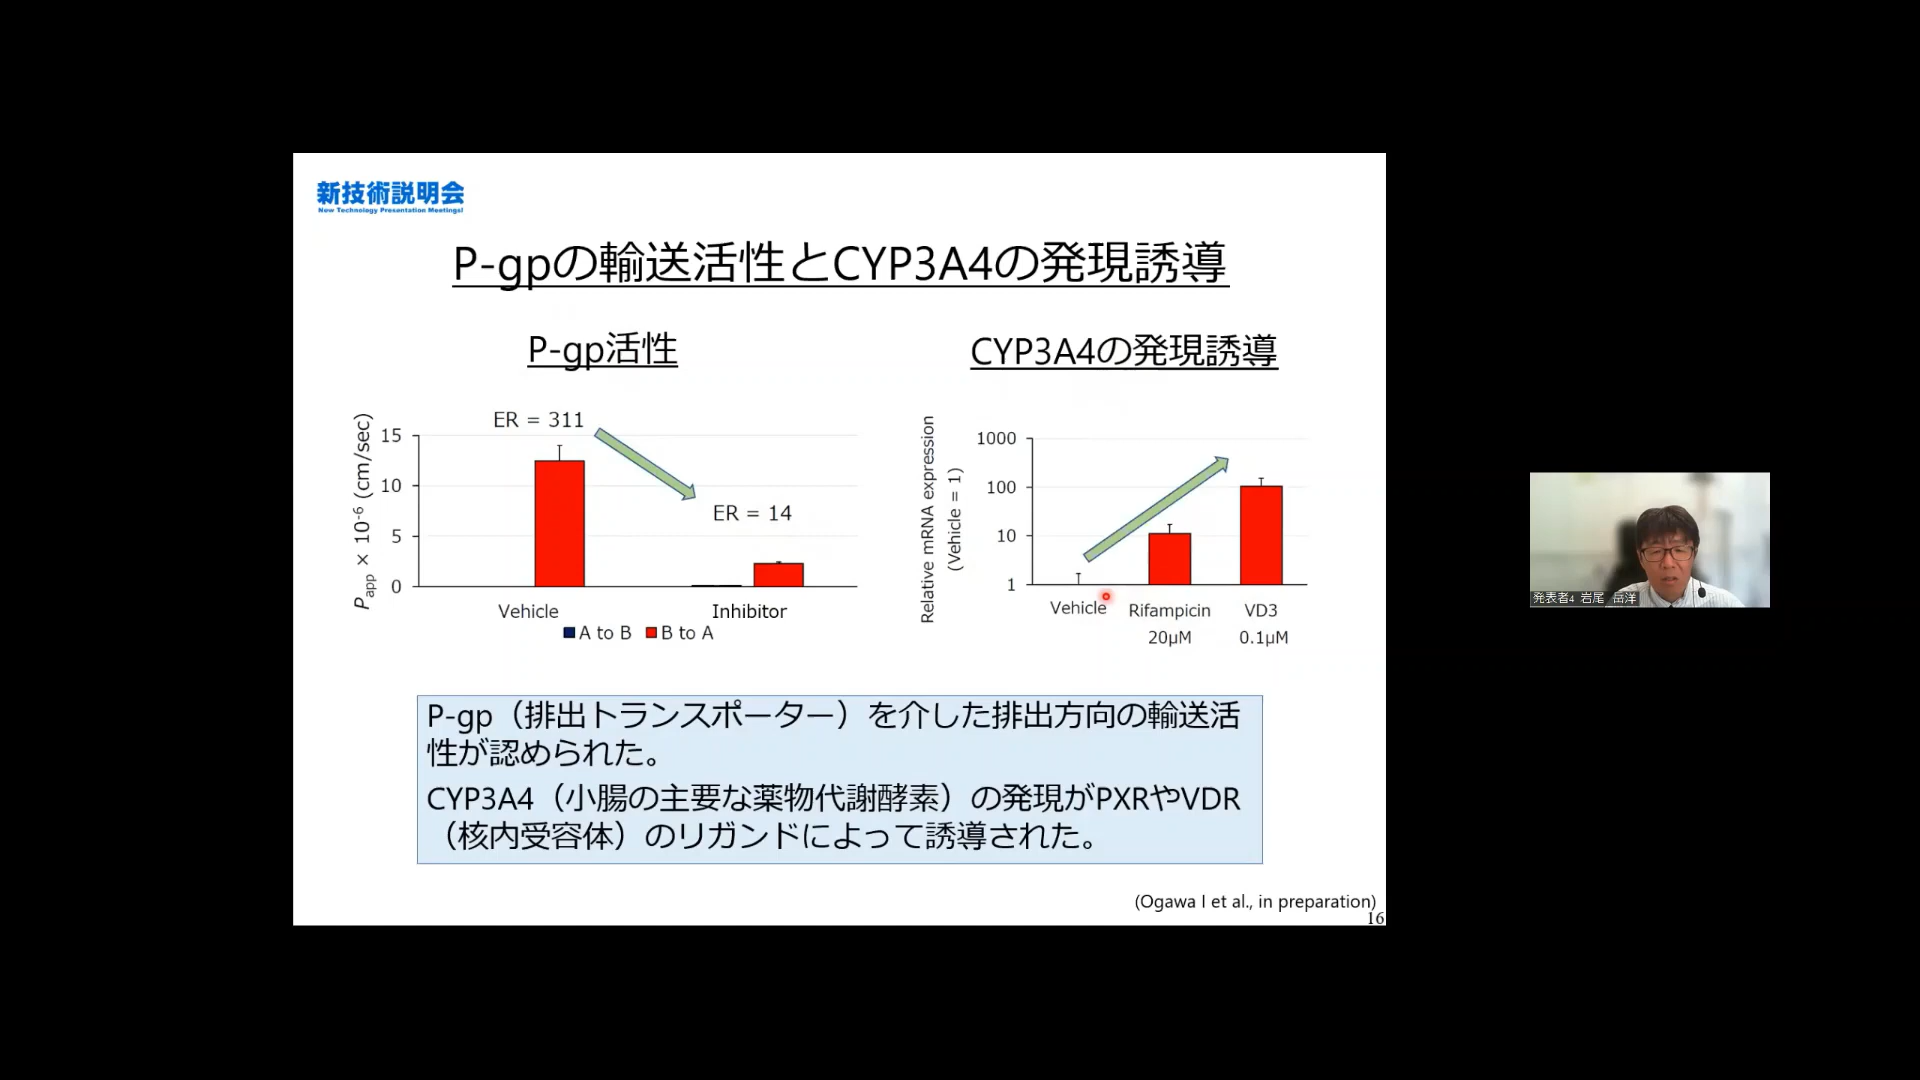 新技術説明会
New Technology Presentation Meetings!
P-gpの輸送活性とCYP3A4の発現誘導
P-gp活性
Papp × 10-6 (cm/sec)
15
10
5
0
ER = 311
ER = 14
Vehicle
Inhibitor
A to B
B to A
CYP3A4の発現誘導
Relative mRNA expression
(Vehicle = 1)
1000
100
10
1
Vehicle
Rifampicin
20μM
VD3
0.1μM
P-gp（排出トランスポーター）を介した排出方向の輸送活
性が認められた。
CYP3A4（小腸の主要な薬物代謝酵素）の発現がPXRやVDR
（核内受容体）のリガンドによって誘導された。
(Ogawa I et al., in preparation)
16
発表者4 岩尾 岳洋